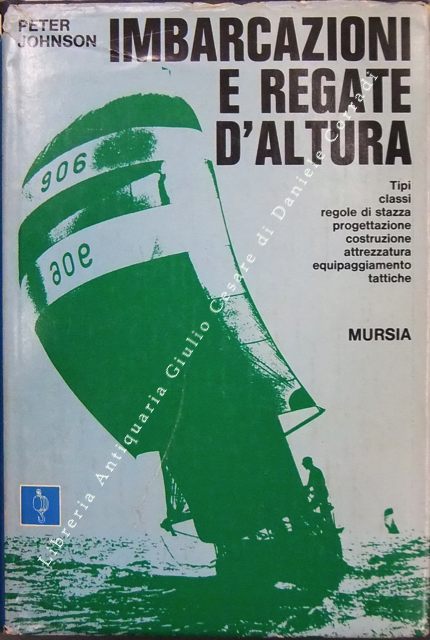 PETER
JOHNSON
IMBARCAZIONI
E REGATE
D'ALTURA
Tipi
classi
regole di stazza
progettazione
costruzione
attrezzatura
equipaggiamento
tattiche
MURSIA
906
906
Libreria Antiquaria Giulio Cesare di Daniele Corradi